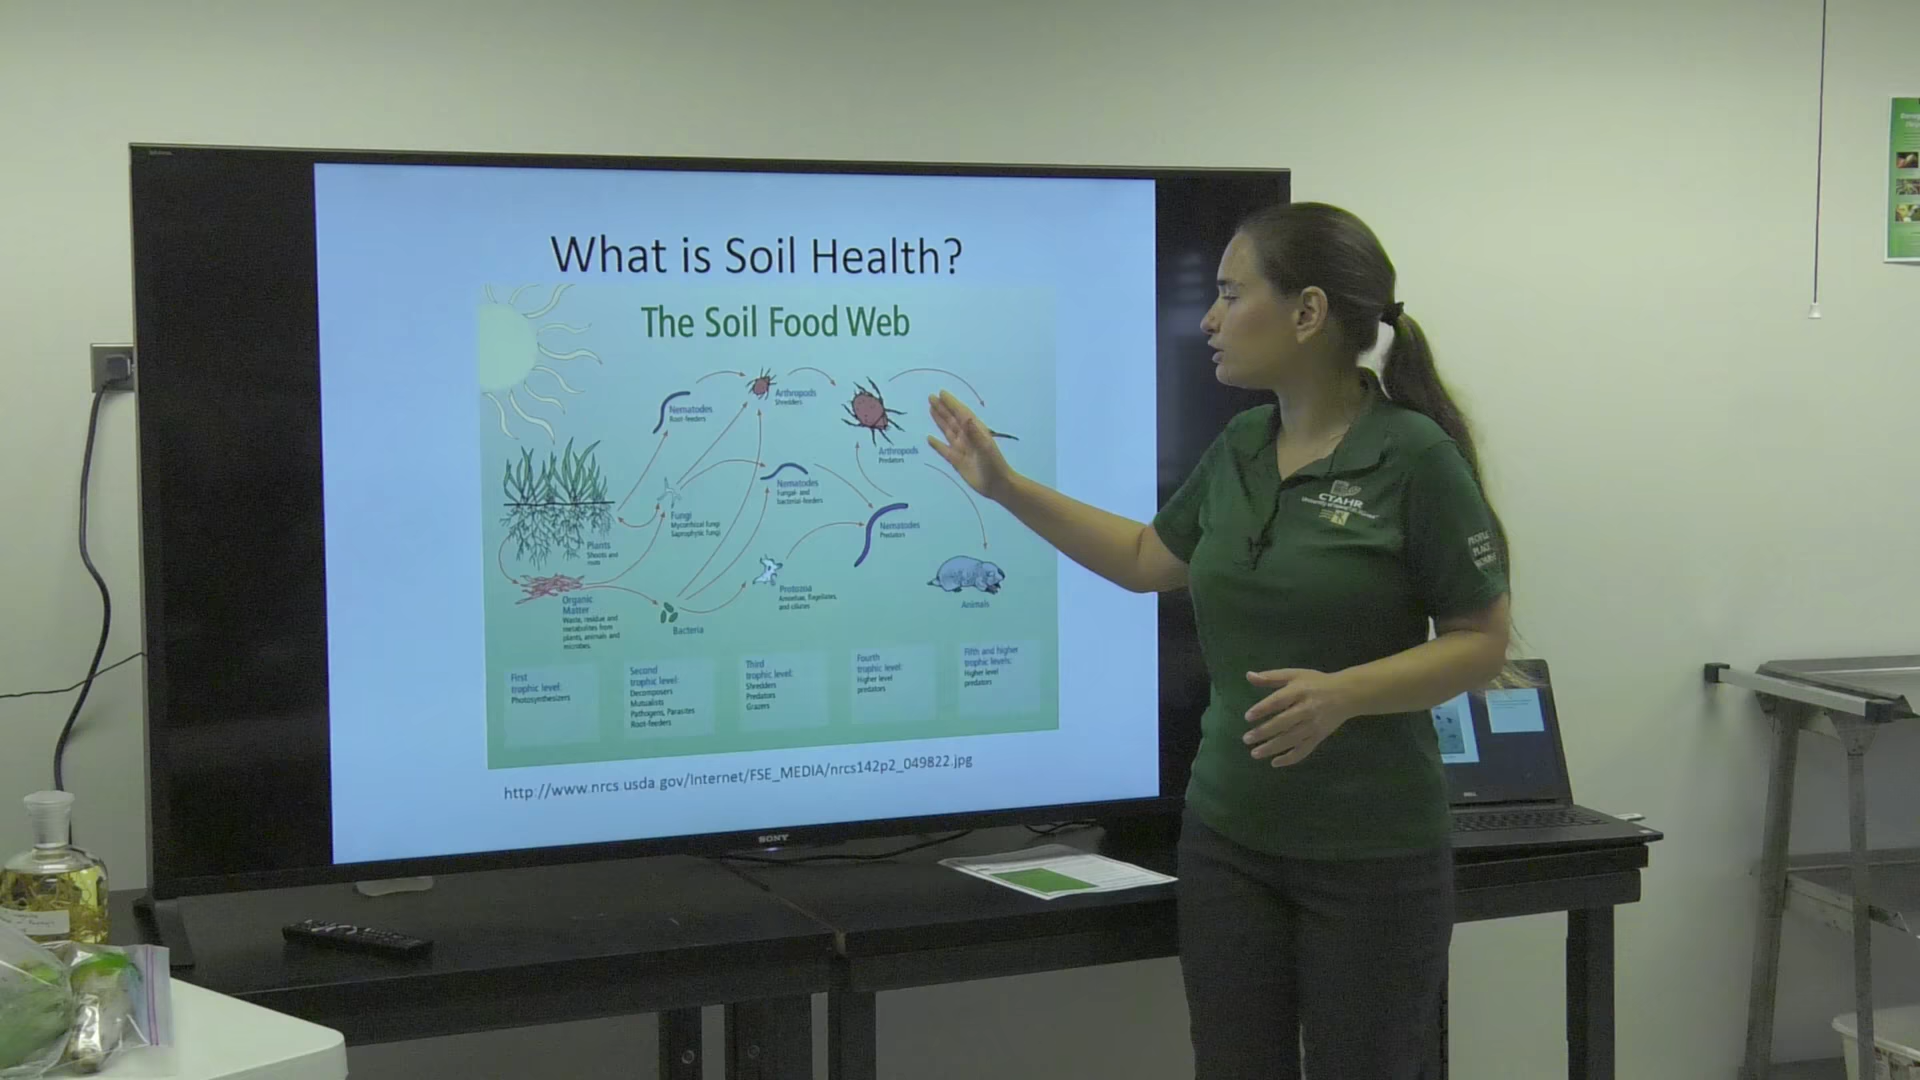 What is Soil Health?
The Soil Food Web
Nematodes
Root-feeders
Arthropods
Shredders
Arthropods
Predators
Nematodes
Fungal- and
bacterial-feeders
Fungi
Mycorrhizal fungi
Saprophytic fungi
Nematodes
Predators
Plants
Shoots and
roots
Organic
Matter
Waste, residue and
metabolites from
plants, animals and
microbes.
Bacteria
Protozoa
Amoebae, flagellates,
and ciliates
Animals
First
trophic level:
Photosynthesizers
Second
trophic level:
Decomposers
Mutualists
Pathogens, Parasites
Root-feeders
Third
trophic level:
Shredders
Predators
Grazers
Fourth
trophic level:
Higher level
predators
Fifth and higher
trophic levels:
Higher level
predators
http://www.nrcs.usda.gov/Internet/FSE_MEDIA/nrcs142p2_049822.jpg
SONY
CTAHR
DELL